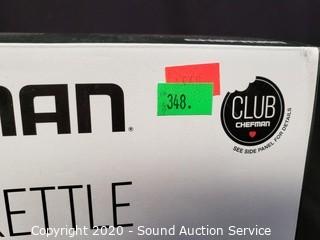 MAN®
KETTLE
348.
CLUB
CHEFMAN
SEE SIDE PANEL FOR DETAILS
Copyright 2020 - Sound Auction Service